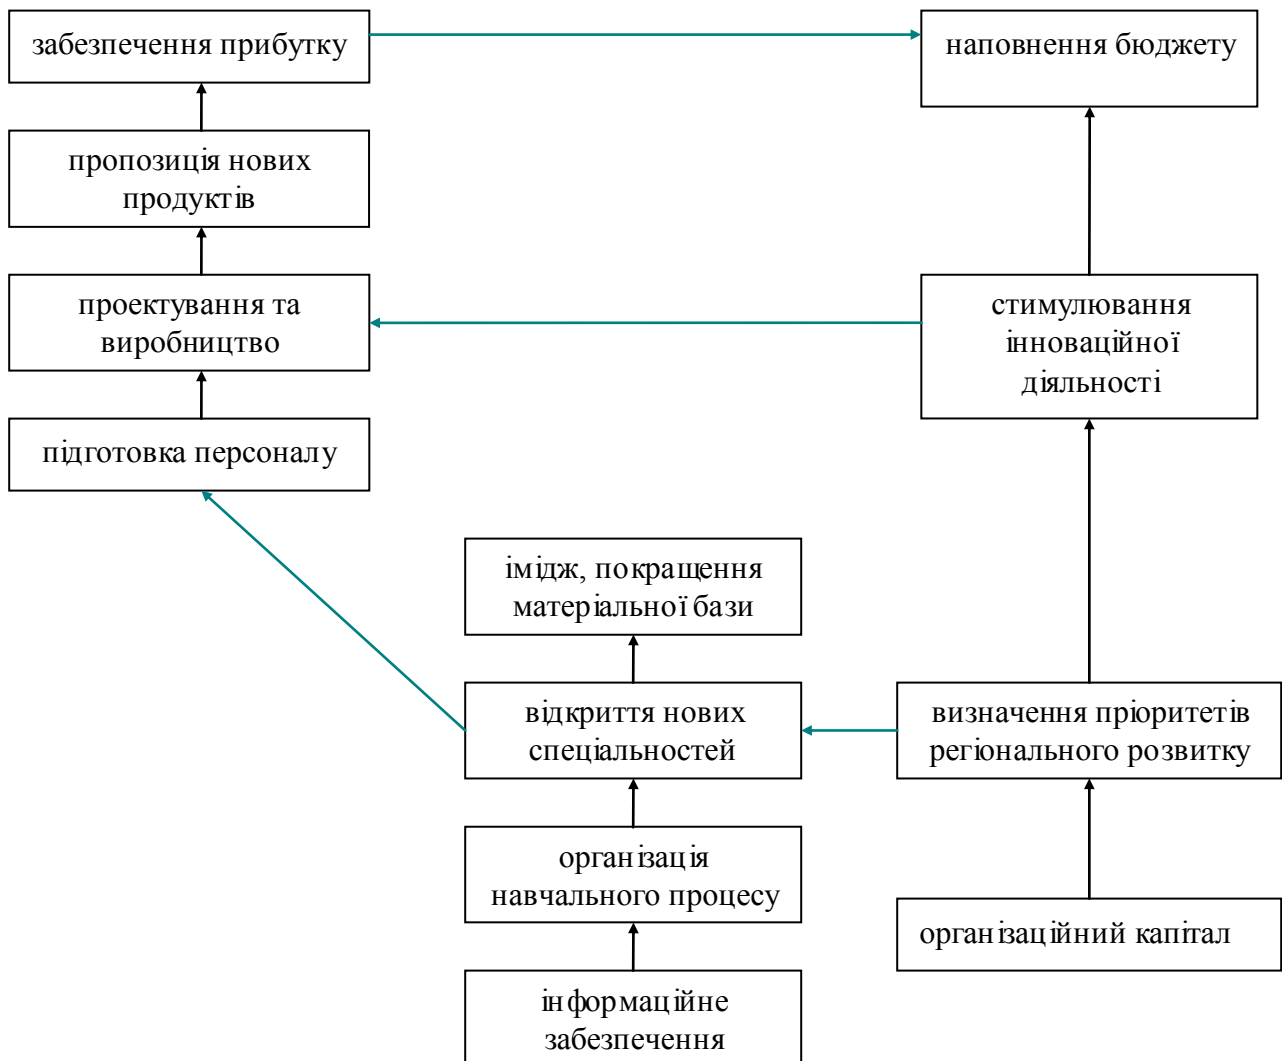 забезпечення прибутку
наповнення бюджету
пропозиція нових
продуктів
проектування та
виробництво
стимулювання
інноваційної
діяльності
підготовка персоналу
імідж, покращення
матеріальної бази
відкриття нових
спеціальностей
визначення пріоритетів
регіонального розвитку
організація
навчального процесу
організаційний капітал
інформаційне
забезпечення